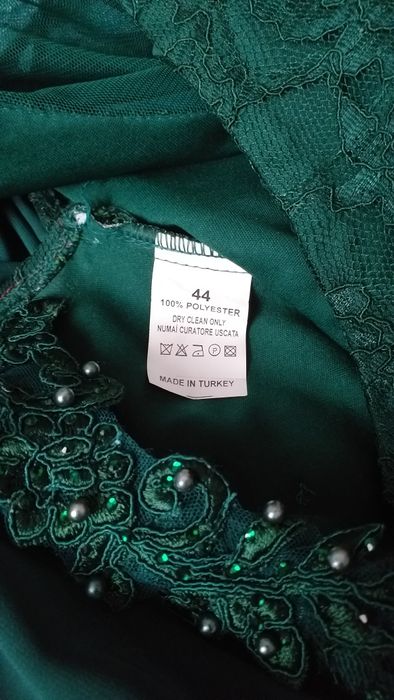 44
100% POLYESTER
DRY CLEAN ONLY
NUMAİ CURATORE USCATA
P
MADE IN TURKEY